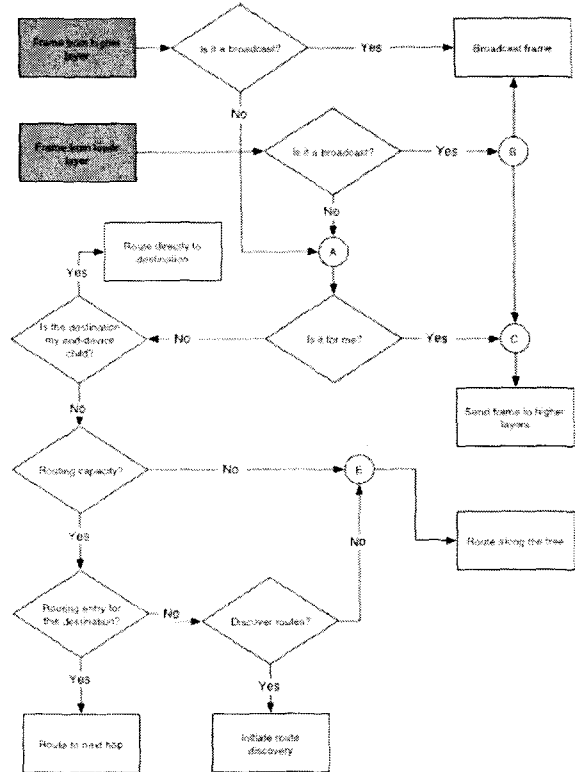 Frame from higher
layer
Is it a broadcast?
Yes
Broadcast frame
No
Frame from lower
layer
Is it a broadcast?
Yes
B
No
Route directly to
destination
A
Yes
Is the destination
my end-device
child?
No
Is it for me?
Yes
C
No
Send frame to higher
layers
Routing capacity?
No
E
Yes
No
Route along the tree
Routing entry for
the destination?
No
Discover routes?
Yes
Yes
Route to next hop
Initiate route
discovery